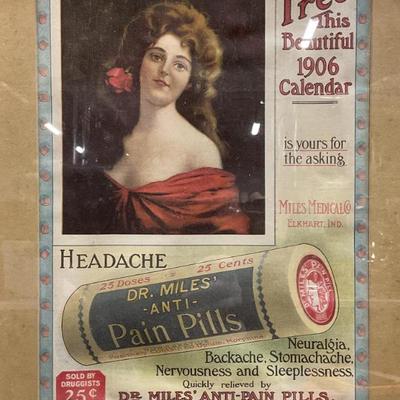 Free
This
Beautiful
1906
Calendar
is yours for
the asking.
MILES MEDICAL CO
ELKHART, IND.
HEADACHE
25 Doses 25 Cents
DR. MILES'
-ANTI-
Pain Pills
Neuralgia,
Backache, Stomachache,
Nervousness and Sleeplessness.
Quickly relieved by
DR. MILES' ANTI-PAIN PILLS.
SOLD BY
DRUGGISTS
25¢